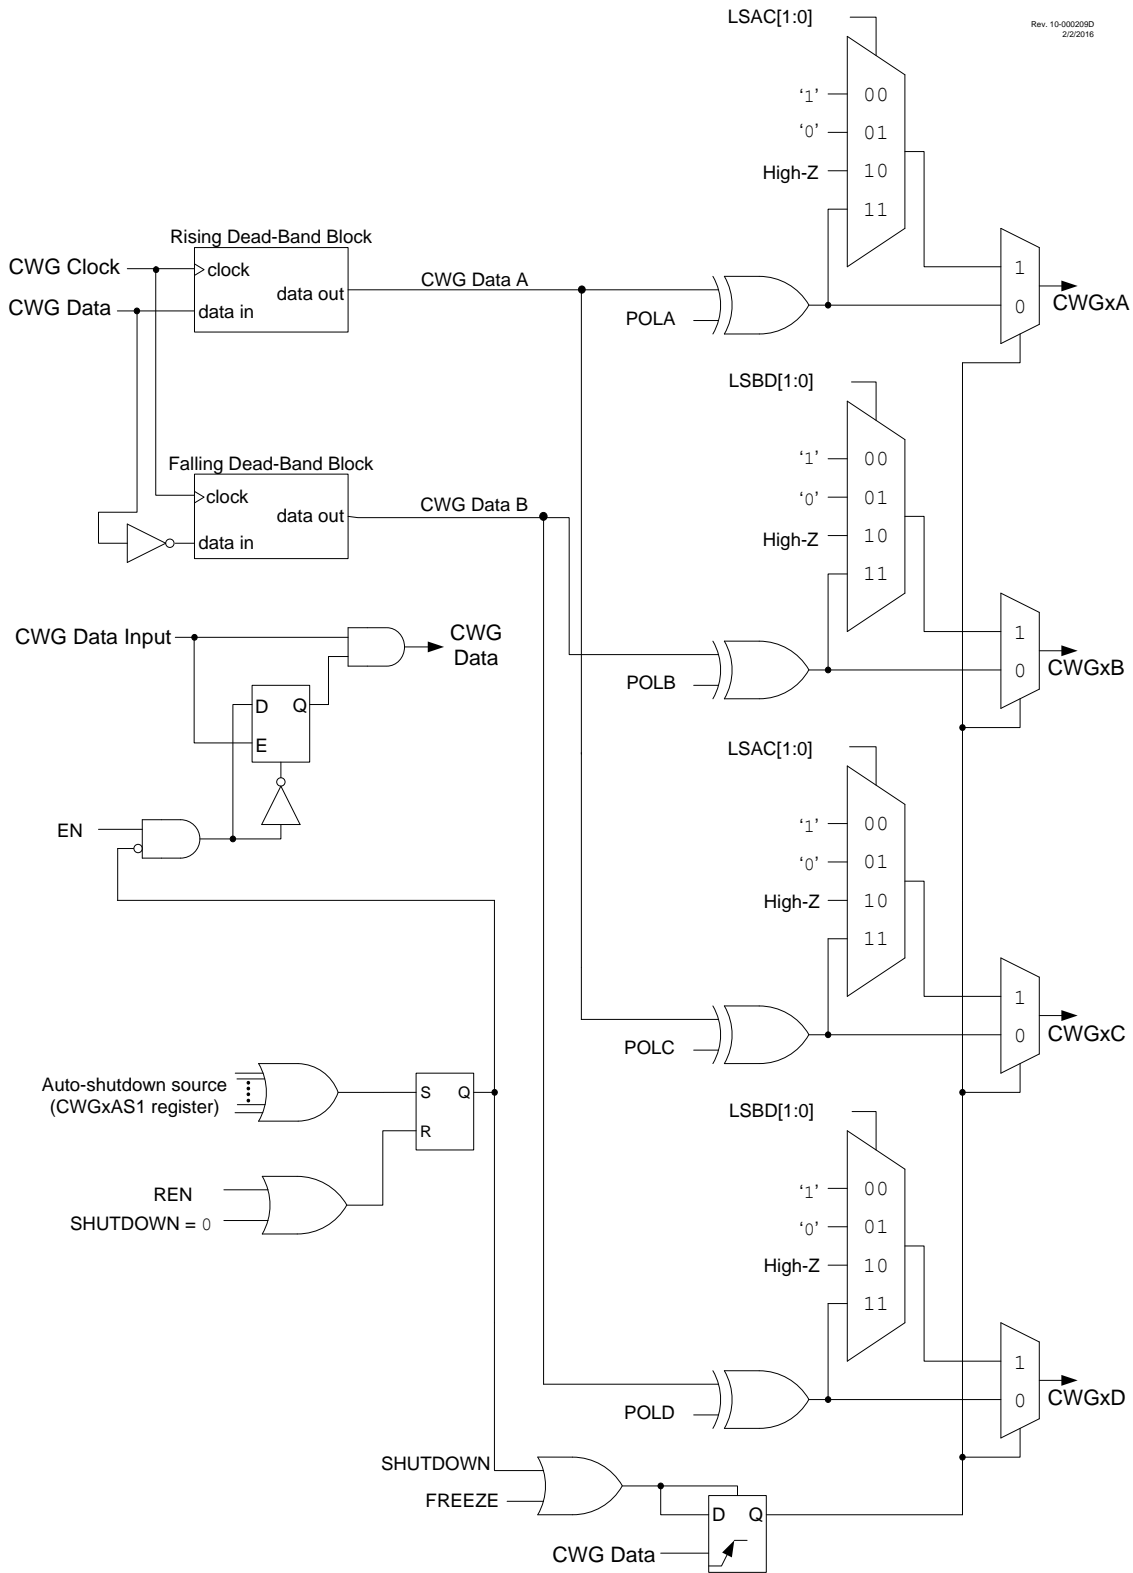 LSAC[1:0]
Rev. 10-000209D
2/2/2016
‘1’
00
‘0’
01
High-Z
10
11
Rising Dead-Band Block
CWG Clock
clock
CWG Data A
data out
1
CWG Data
data in
POLA
0
CWGxA
LSBD[1:0]
‘1’
00
Falling Dead-Band Block
clock
‘0’
01
CWG Data B
data out
High-Z
10
data in
11
CWG Data Input
CWG
Data
1
CWGxB
POLB
0
D
Q
E
LSAC[1:0]
EN
‘1’
00
‘0’
01
High-Z
10
11
1
POLC
0
CWGxC
Auto-shutdown source
(CWGxAS1 register)
S
Q
R
LSBD[1:0]
REN
‘1’
00
SHUTDOWN = 0
‘0’
01
High-Z
10
11
1
POLD
0
CWGxD
SHUTDOWN
FREEZE
D
Q
CWG Data